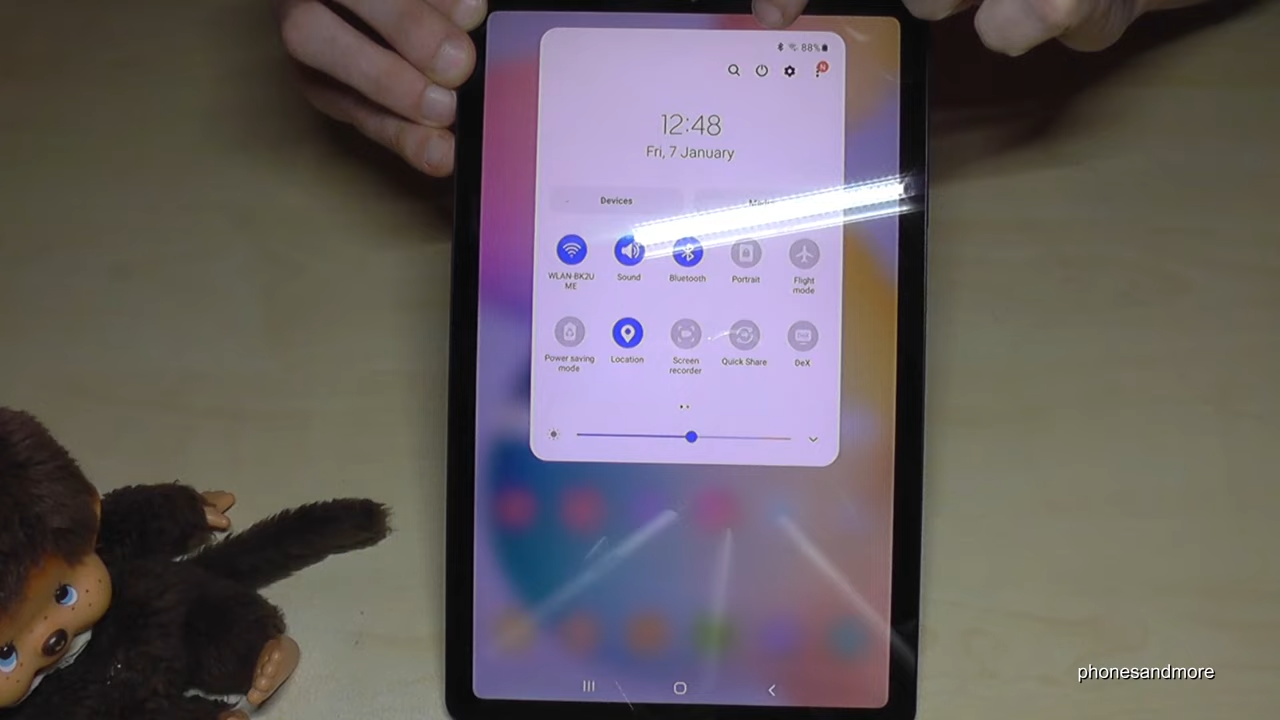 88%
N
12:48
Fri, 7 January
Devices
WLAN-BK2U
ME
Sound
Bluetooth
Portrait
Flight
mode
Power saving
mode
Location
Screen
recorder
Quick Share
DeX
phonesandmore